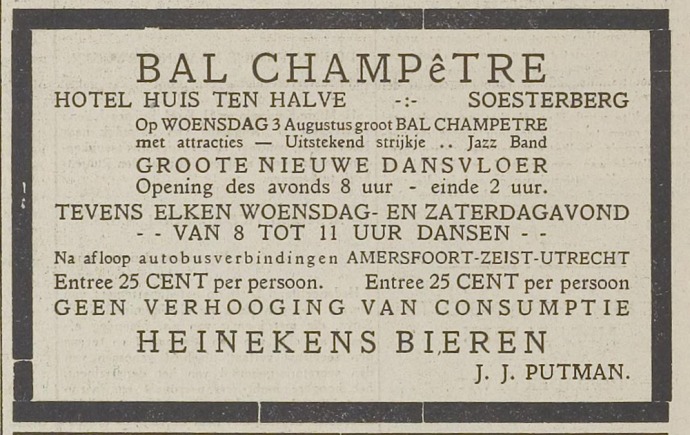 BAL CHAMPêTRE
HOTEL HUIS TEN HALVE -:- SOESTERBERG
Op WOENSDAG 3 Augustus groot BAL CHAMPETRE
met attracties — Uitstekend strijkje .. Jazz Band
GROOTE NIEUWE DANSVLOER
Opening des avonds 8 uur - einde 2 uur.
TEVENS ELKEN WOENSDAG- EN ZATERDAGAVOND
- - VAN 8 TOT 11 UUR DANSEN - -
Na afloop autobusverbindingen AMERSFOORT-ZEIST-UTRECHT
Entree 25 CENT per persoon. Entree 25 CENT per persoon
GEEN VERHOOGING VAN CONSUMPTIE
HEINEKENS BIEREN
J. J. PUTMAN.